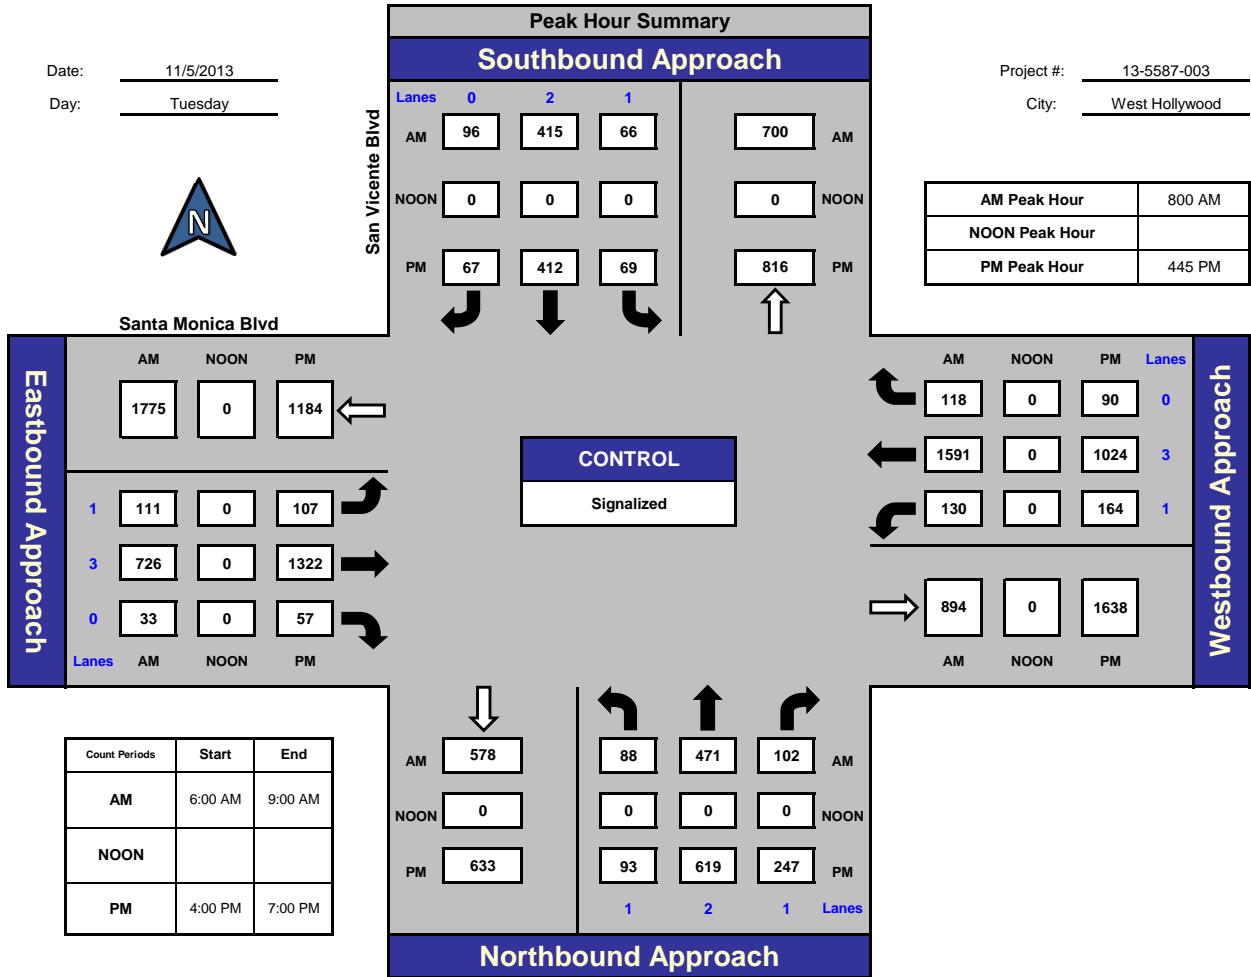 Peak Hour Summary
Southbound Approach
Date: 11/5/2013
Day: Tuesday
Project #: 13-5587-003
City: West Hollywood
San Vicente Blvd
Lanes 0 2 1
AM 96 415 66 700 AM
NOON 0 0 0 0 NOON
PM 67 412 69 816 PM
N
AM Peak Hour 800 AM
NOON Peak Hour
PM Peak Hour 445 PM
Santa Monica Blvd
Eastbound Approach
AM NOON PM
1775 0 1184
1 111 0 107
3 726 0 1322
0 33 0 57
Lanes AM NOON PM
CONTROL
Signalized
AM NOON PM Lanes
118 0 90 0
1591 0 1024 3
130 0 164 1
894 0 1638
AM NOON PM
Westbound Approach
Count Periods Start End
AM 6:00 AM 9:00 AM
NOON
PM 4:00 PM 7:00 PM
AM 578 88 471 102 AM
NOON 0 0 0 0 NOON
PM 633 93 619 247 PM
1 2 1 Lanes
Northbound Approach